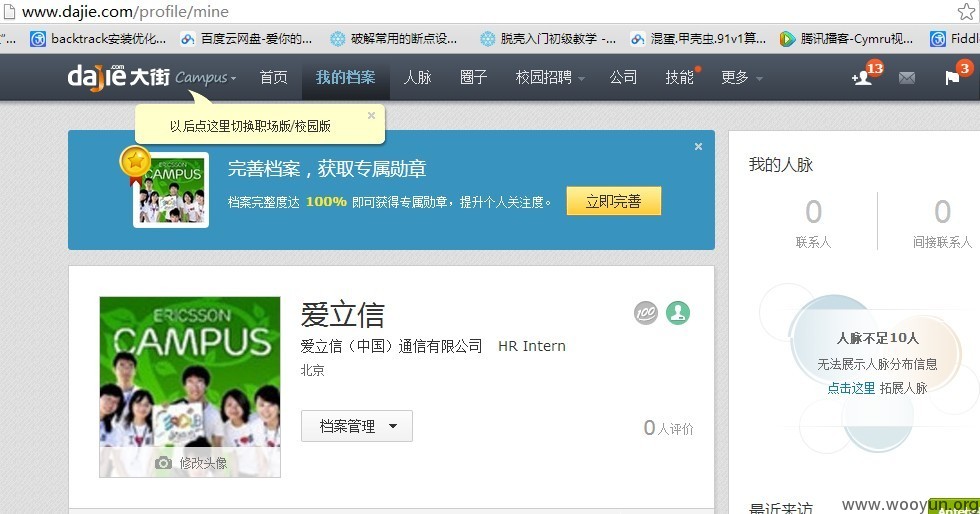 www.dajie.com/profile/mine
“...
backtrack安装优化...
百度云网盘-爱你的...
破解常用的断点设...
脱壳入门初级教学 -...
混蛋.甲壳虫.91v1算...
腾讯播客-Cymru视...
Fiddl
dajie.com大街 Campus
首页
我的档案
人脉
圈子
校园招聘
公司
技能
更多
13
3
以后点这里切换职场版/校园版
完善档案，获取专属勋章
档案完整度达 100% 即可获得专属勋章，提升个人关注度。
立即完善
CAMPUS
我的人脉
0
联系人
0
间接联系人
ERICSSON
CAMPUS
修改头像
爱立信
爱立信（中国）通信有限公司 HR Intern
北京
100
档案管理
0人评价
人脉不足10人
无法展示人脉分布信息
点击这里 拓展人脉
最近来访
www.wooyun.org